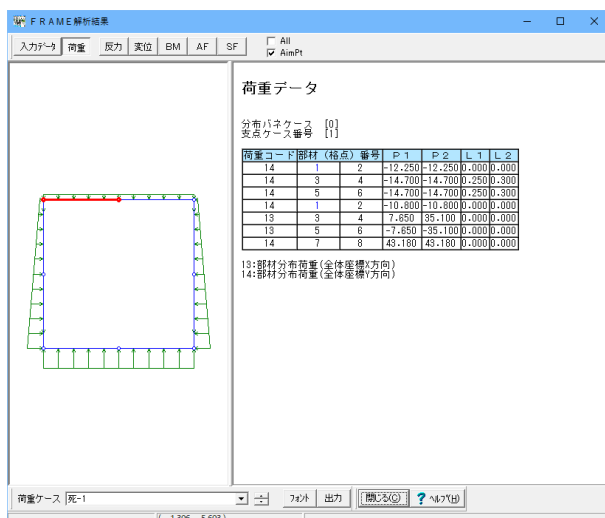 FRAME解析結果
入力データ 荷重 反力 変位 BM AF SF All
AimPt
荷重データ
分布バネケース [0]
支点ケース番号 [1]
荷重コード 部材(格点)番号 P1 P2 L1 L2
14 1 2 -12.250 -12.250 0.000 0.000
14 3 4 -14.700 -14.700 0.250 0.300
14 5 6 -14.700 -14.700 0.250 0.300
14 1 2 -10.800 -10.800 0.000 0.000
13 3 4 7.650 35.100 0.000 0.000
13 5 6 -7.650 -35.100 0.000 0.000
14 7 8 43.180 43.180 0.000 0.000
13:部材分布荷重(全体座標X方向)
14:部材分布荷重(全体座標Y方向)
荷重ケース 死-1 フォント 出力 閉じる(C) ? ヘルプ(H)